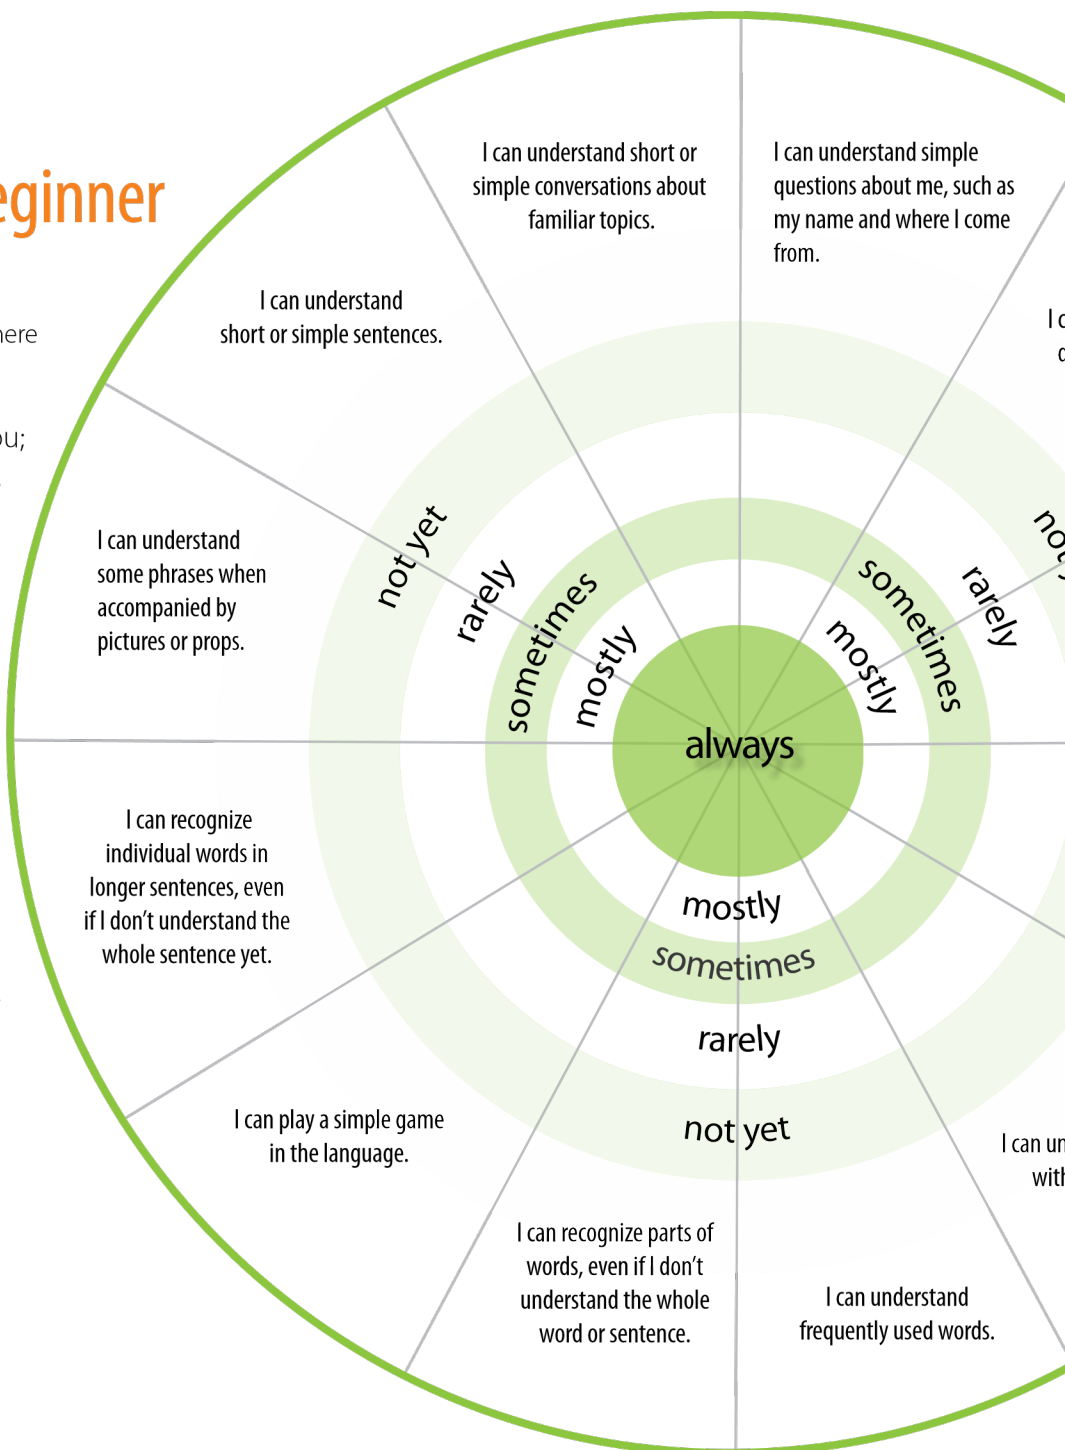 eginner
here
ou;
I can understand short or
simple conversations about
familiar topics.
I can understand simple
questions about me, such as
my name and where I come
from.
I can understand
short or simple sentences.
I can understand
some phrases when
accompanied by
pictures or props.
I can recognize
individual words in
longer sentences, even
if I don't understand the
whole sentence yet.
I can play a simple game
in the language.
I can recognize parts of
words, even if I don't
understand the whole
word or sentence.
I can understand
frequently used words.
I can un
with
not yet
rarely
sometimes
mostly
always
mostly
sometimes
rarely
mostly
sometimes
rarely
not yet